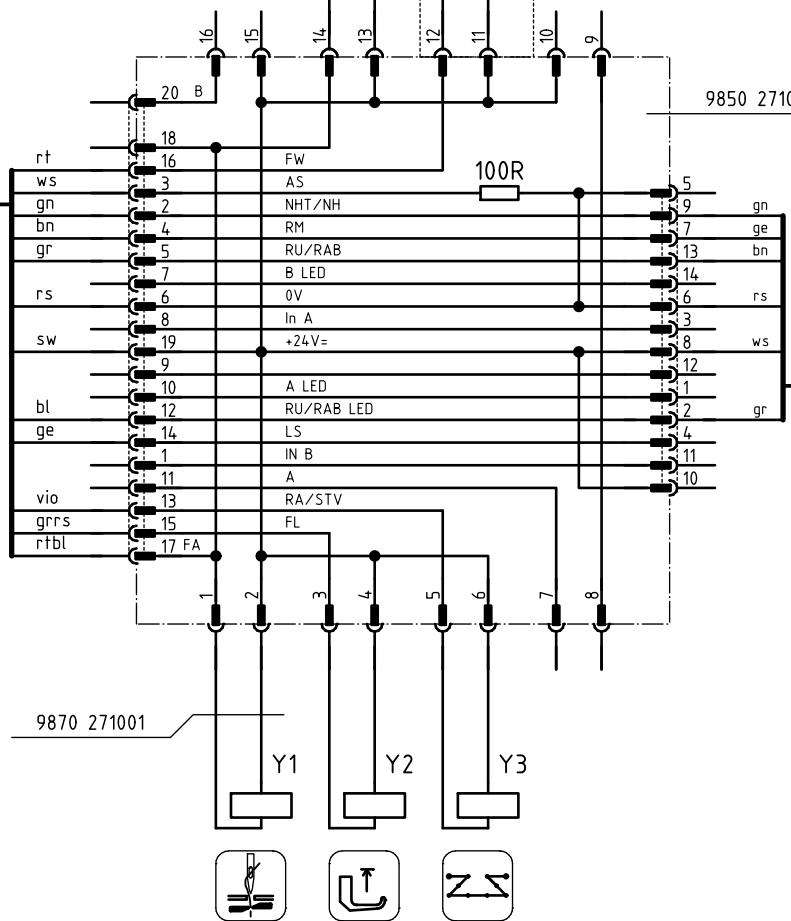 16 15 14 13 12 11 10 9
20 B
9850 2710
18
rt 16 FW
ws 3 AS 100R 5
gn 2 NHT/NH 9 gn
bn 4 RM 7 ge
gr 5 RU/RAB 13 bn
7 B LED 14
rs 6 0V 6 rs
8 In A 3
sw 19 +24V= 8 ws
9 12
10 A LED 1
bl 12 RU/RAB LED 2 gr
ge 14 LS 4
1 IN B 11
11 A 10
vio 13 RA/STV
grrs 15 FL
rtbl 17 FA
1 2 3 4 5 6 7 8
9870 271001
Y1 Y2 Y3